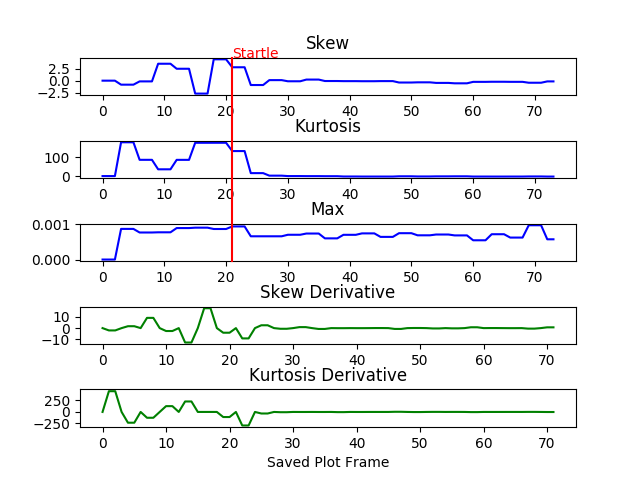 Skew
Startle
2.5
0.0
−2.5
0 10 20 30 40 50 60 70
Kurtosis
100
0
0 10 20 30 40 50 60 70
Max
0.001
0.000
0 10 20 30 40 50 60 70
Skew Derivative
10
0
−10
0 10 20 30 40 50 60 70
Kurtosis Derivative
250
0
−250
0 10 20 30 40 50 60 70
Saved Plot Frame